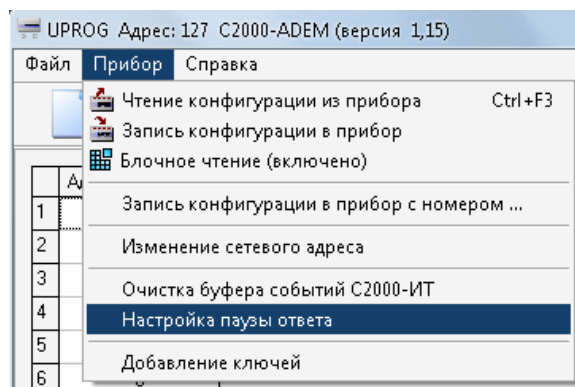 UPROG Адрес: 127 С2000-ADEM (версия 1,15)
Файл Прибор Справка
Чтение конфигурации из прибора Ctrl+F3
Запись конфигурации в прибор
Блочное чтение (включено)
1
Запись конфигурации в прибор с номером ...
2
Изменение сетевого адреса
3
Очистка буфера событий С2000-ИТ
4
Настройка паузы ответа
5
Добавление ключей
6